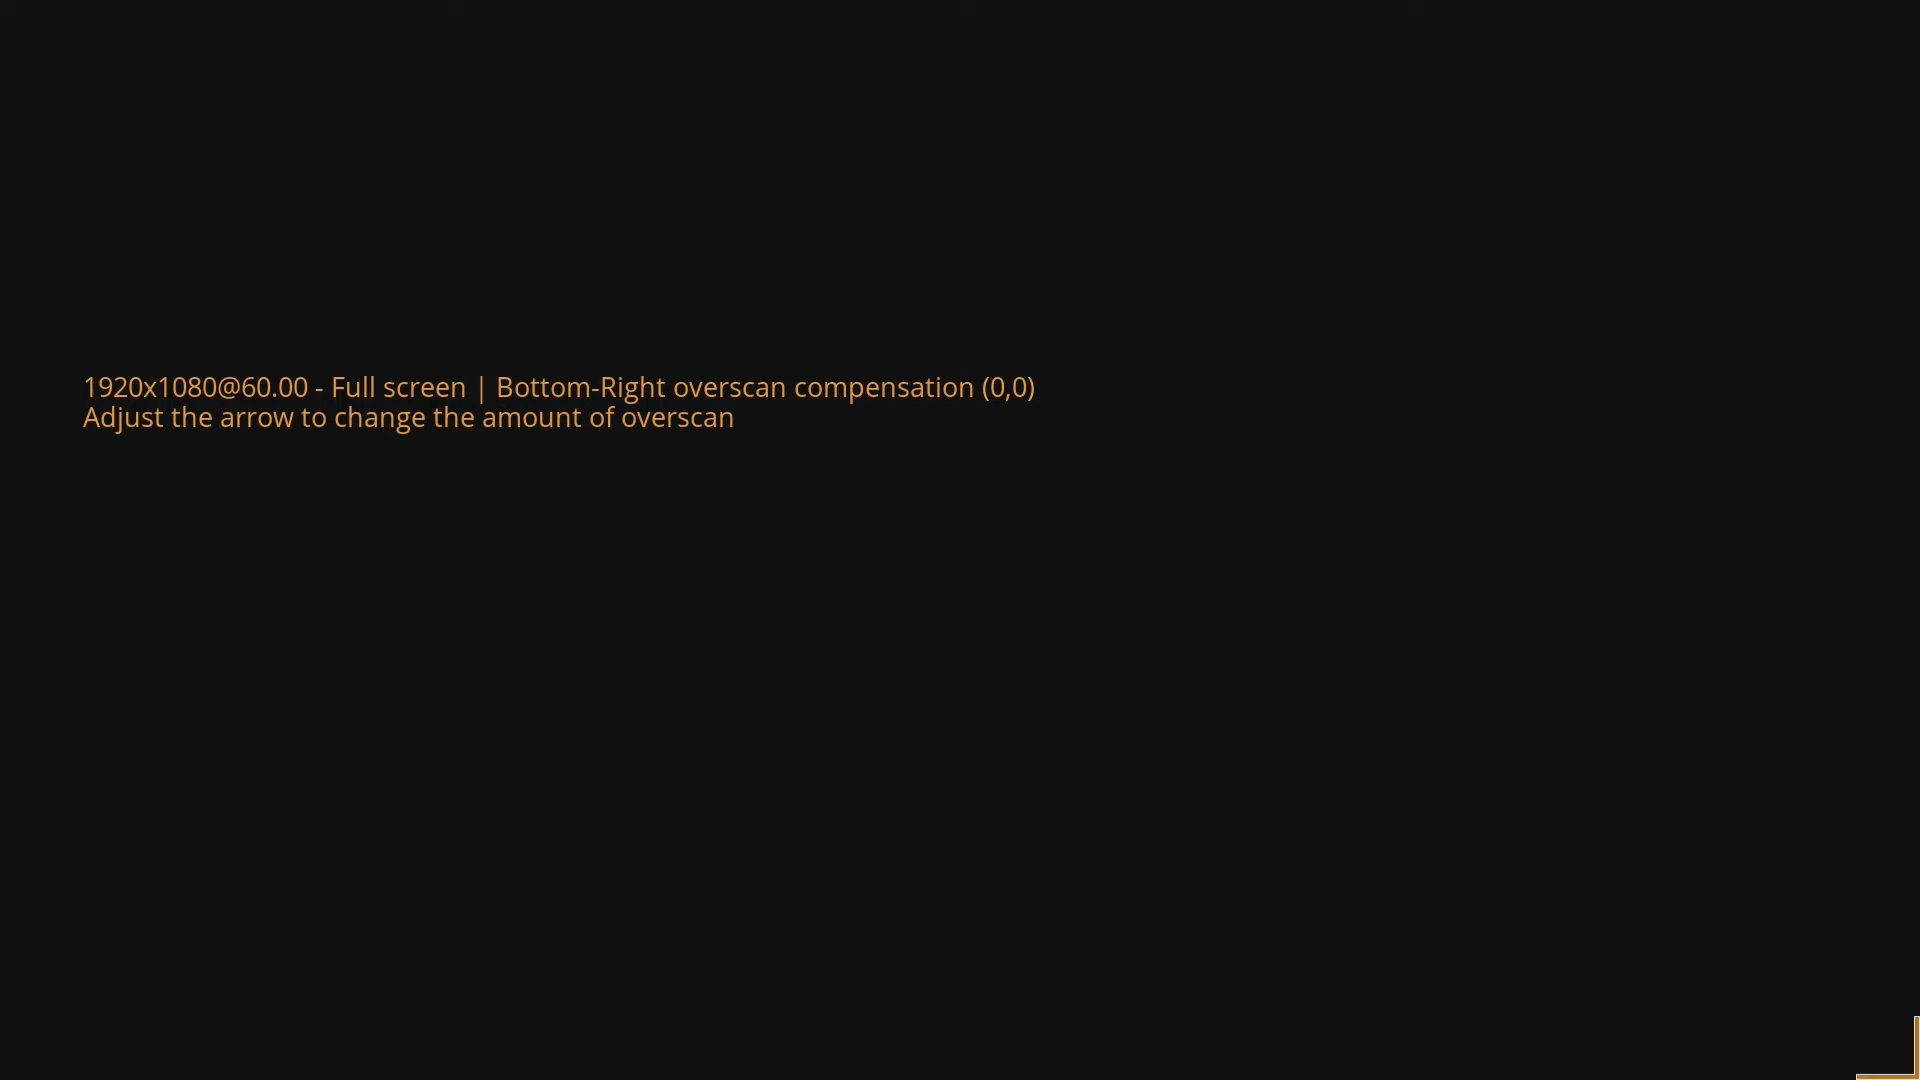 1920x1080@60.00 - Full screen | Bottom-Right overscan compensation (0,0)
Adjust the arrow to change the amount of overscan